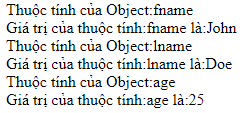 Thuộc tính của Object:fname
Giá trị của thuộc tính:fname là:John
Thuộc tính của Object:lname
Giá trị của thuộc tính:lname là:Doe
Thuộc tính của Object:age
Giá trị của thuộc tính:age là:25